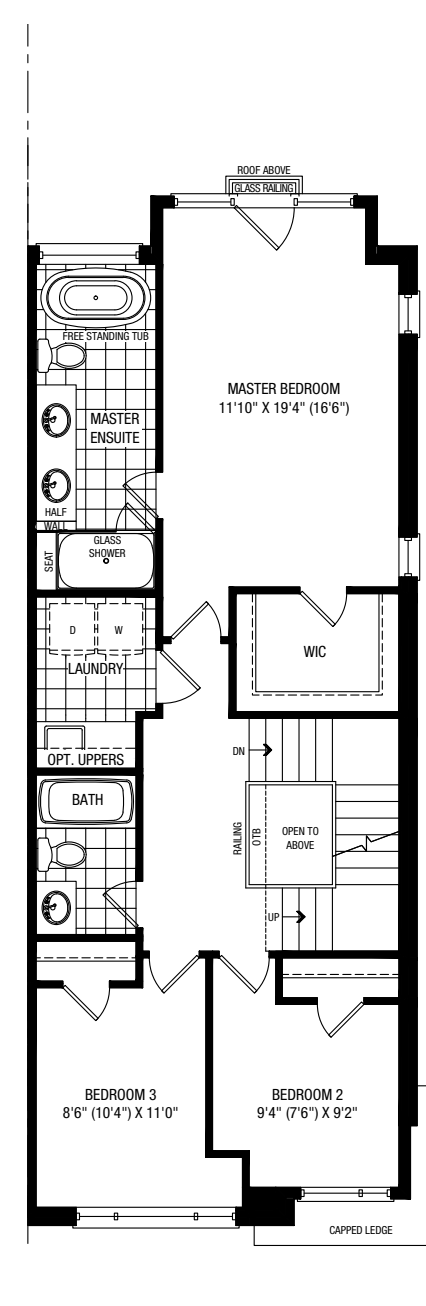 ROOF ABOVE
GLASS RAILING
FREE STANDING TUB
MASTER BEDROOM
11'10" X 19'4" (16'6")
MASTER
ENSUITE
HALF
WALL
GLASS
SHOWER
SEAT
D
W
LAUNDRY
WIC
OPT. UPPERS
DN
BATH
RAILING
OTB
OPEN TO
ABOVE
UP
BEDROOM 3
8'6" (10'4") X 11'0"
BEDROOM 2
9'4" (7'6") X 9'2"
CAPPED LEDGE